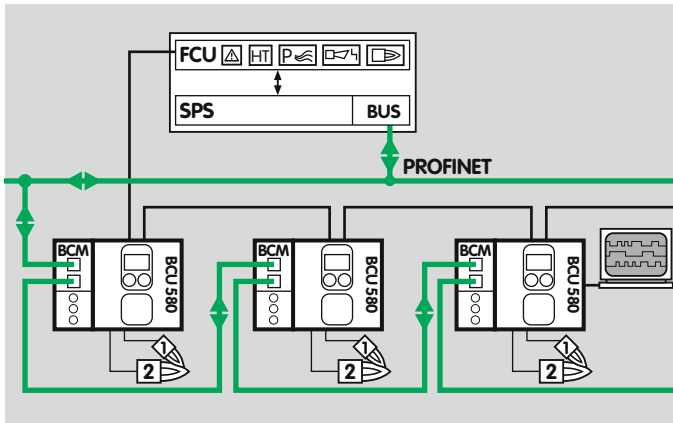 FCU HT P
SPS BUS
PROFINET
BCM BCU 580
BCM BCU 580
BCM BCU 580
1
2
1
2
1
2